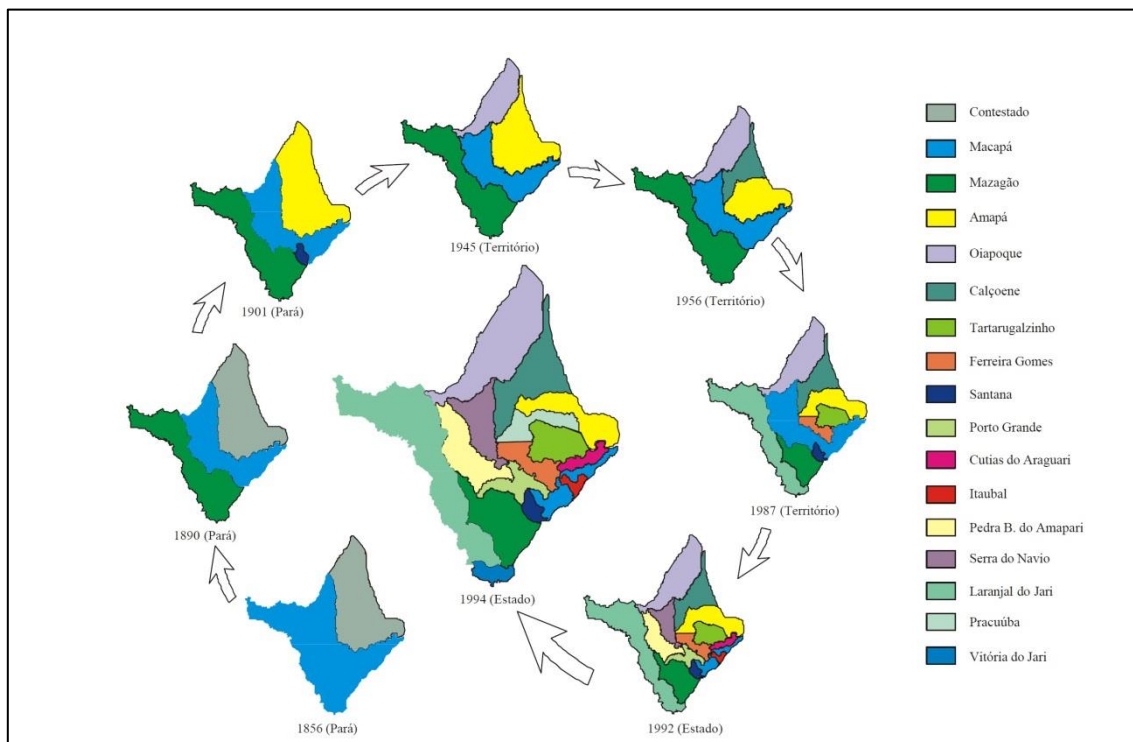 1856 (Pará)
1890 (Pará)
1901 (Pará)
1945 (Território)
1956 (Território)
1987 (Território)
1992 (Estado)
1994 (Estado)
Contestado
Macapá
Mazagão
Amapá
Oiapoque
Calçoene
Tartarugalzinho
Ferreira Gomes
Santana
Porto Grande
Cutias do Araguari
Itaubal
Pedra B. do Amapari
Serra do Navio
Laranjal do Jari
Pracuúba
Vitória do Jari